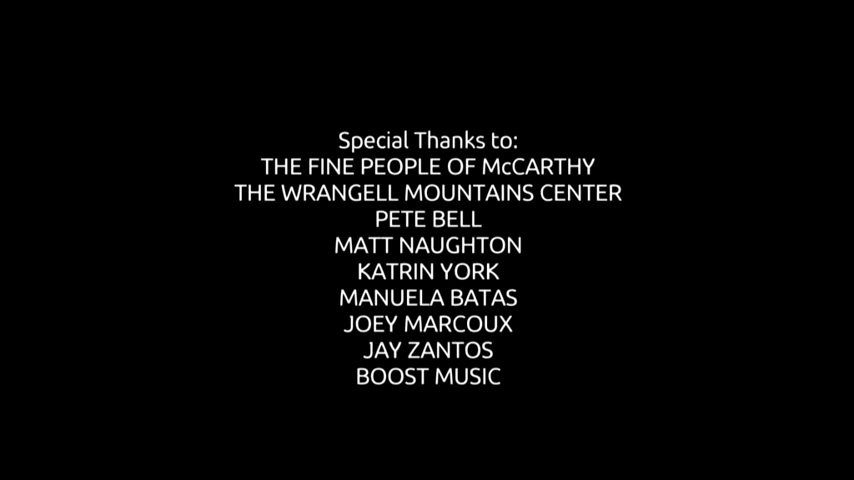 Special Thanks to:
THE FINE PEOPLE OF McCARTHY
THE WRANGELL MOUNTAINS CENTER
PETE BELL
MATT NAUGHTON
KATRIN YORK
MANUELA BATAS
JOEY MARCOUX
JAY ZANTOS
BOOST MUSIC